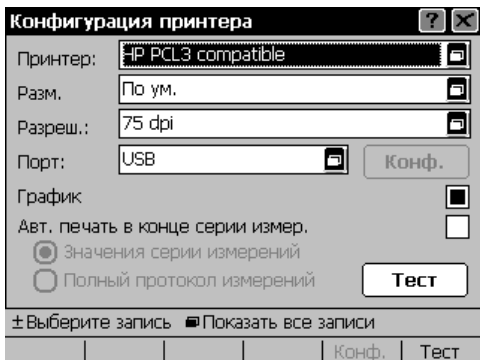 Конфигурация принтера ?
Принтер: HP PCL3 compatible
Разм. По ум.
Разреш.: 75 dpi
Порт: USB Конф.
График
Авт. печать в конце серии измер.
Значения серии измерений
Полный протокол измерений Тест
±Выберите запись Показать все записи
Конф. Тест